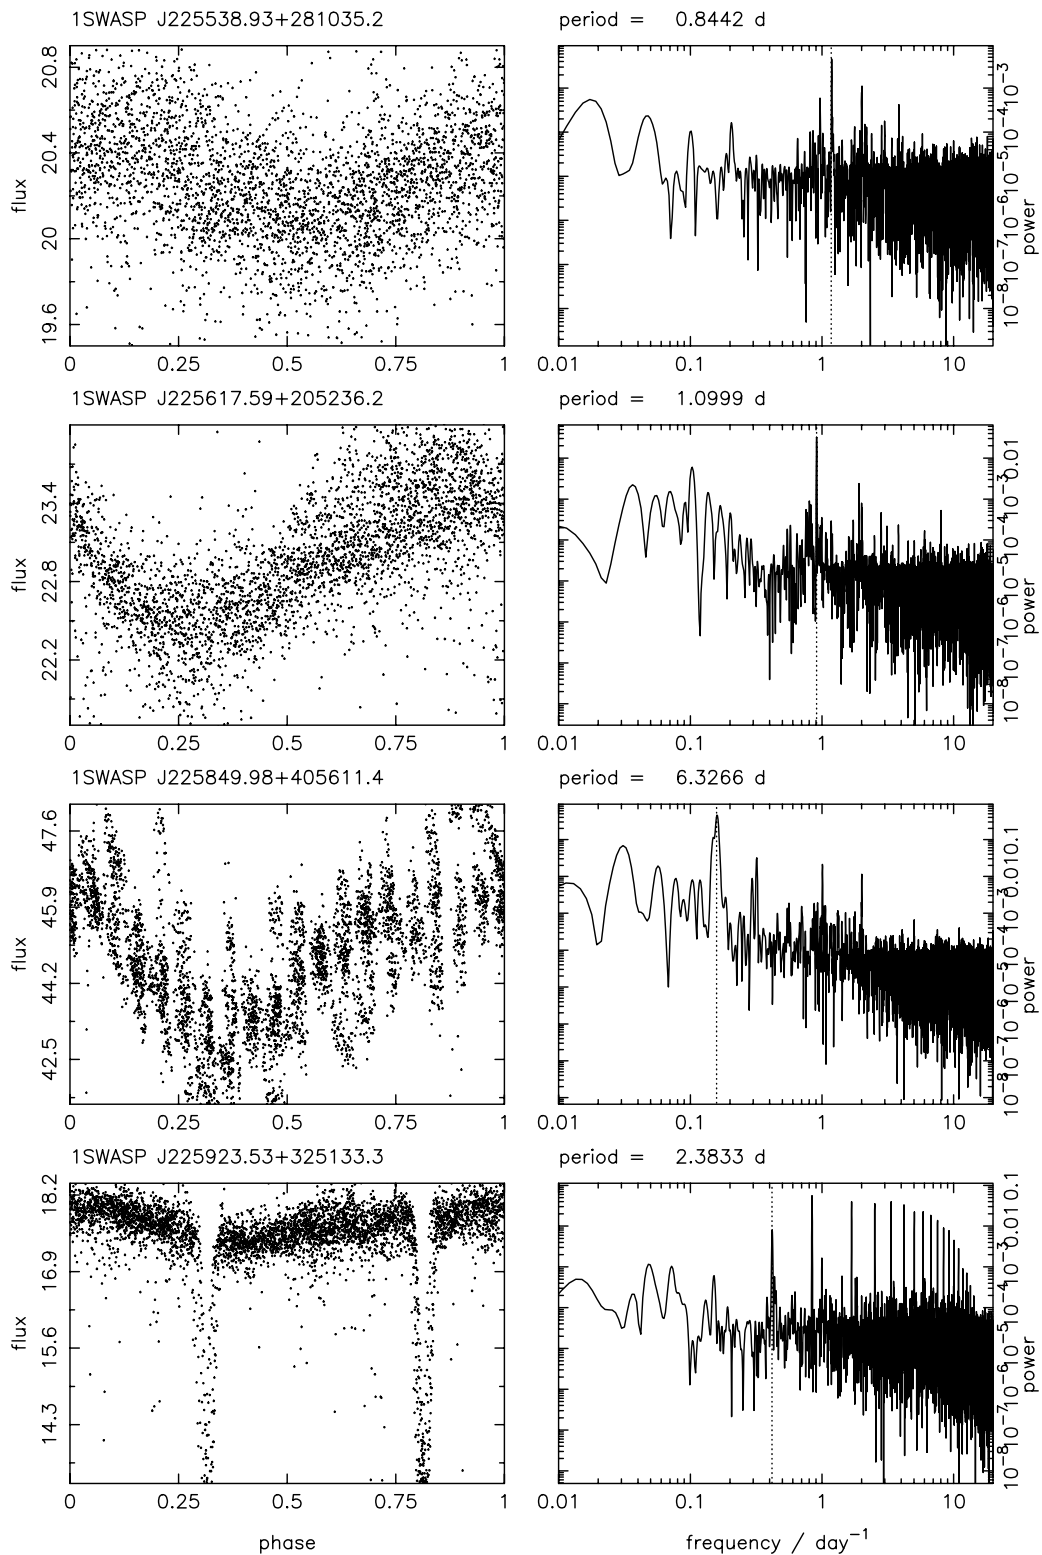 1SWASP J225538.93+281035.2 period = 0.8442 d
flux
19.6 20 20.4 20.8
0 0.25 0.5 0.75 1
10⁻⁸ 10⁻⁷ 10⁻⁶ 10⁻⁵ 10⁻⁴ 10⁻³
power
0.01 0.1 1 10
1SWASP J225617.59+205236.2 period = 1.0999 d
flux
22.2 22.8 23.4
0 0.25 0.5 0.75 1
10⁻⁸ 10⁻⁷ 10⁻⁶ 10⁻⁵ 10⁻⁴ 10⁻³ 0.01
power
0.01 0.1 1 10
1SWASP J225849.98+405611.4 period = 6.3266 d
flux
42.5 44.2 45.9 47.6
0 0.25 0.5 0.75 1
10⁻⁸ 10⁻⁷ 10⁻⁶ 10⁻⁵ 10⁻⁴ 10⁻³ 0.01 0.1
power
0.01 0.1 1 10
1SWASP J225923.53+325133.3 period = 2.3833 d
flux
14.3 15.6 16.9 18.2
0 0.25 0.5 0.75 1
10⁻⁸ 10⁻⁷ 10⁻⁶ 10⁻⁵ 10⁻⁴ 10⁻³ 0.01 0.1
power
0.01 0.1 1 10
phase frequency / day⁻¹